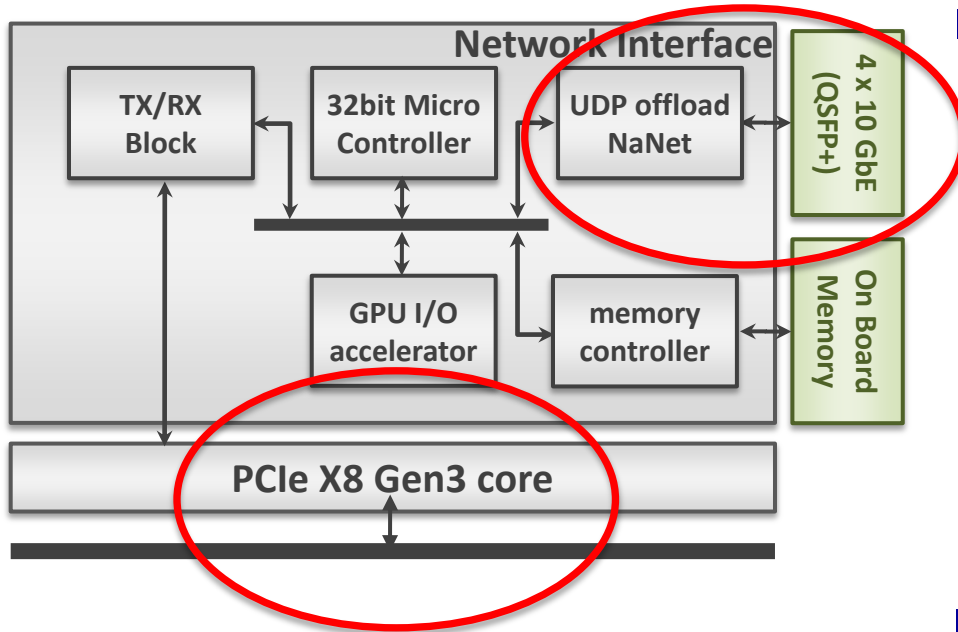 Network Interface
TX/RX
Block
32bit Micro
Controller
UDP offload
NaNet
4 x 10 GbE
(QSFP+)
GPU I/O
accelerator
memory
controller
On Board
Memory
PCIe X8 Gen3 core